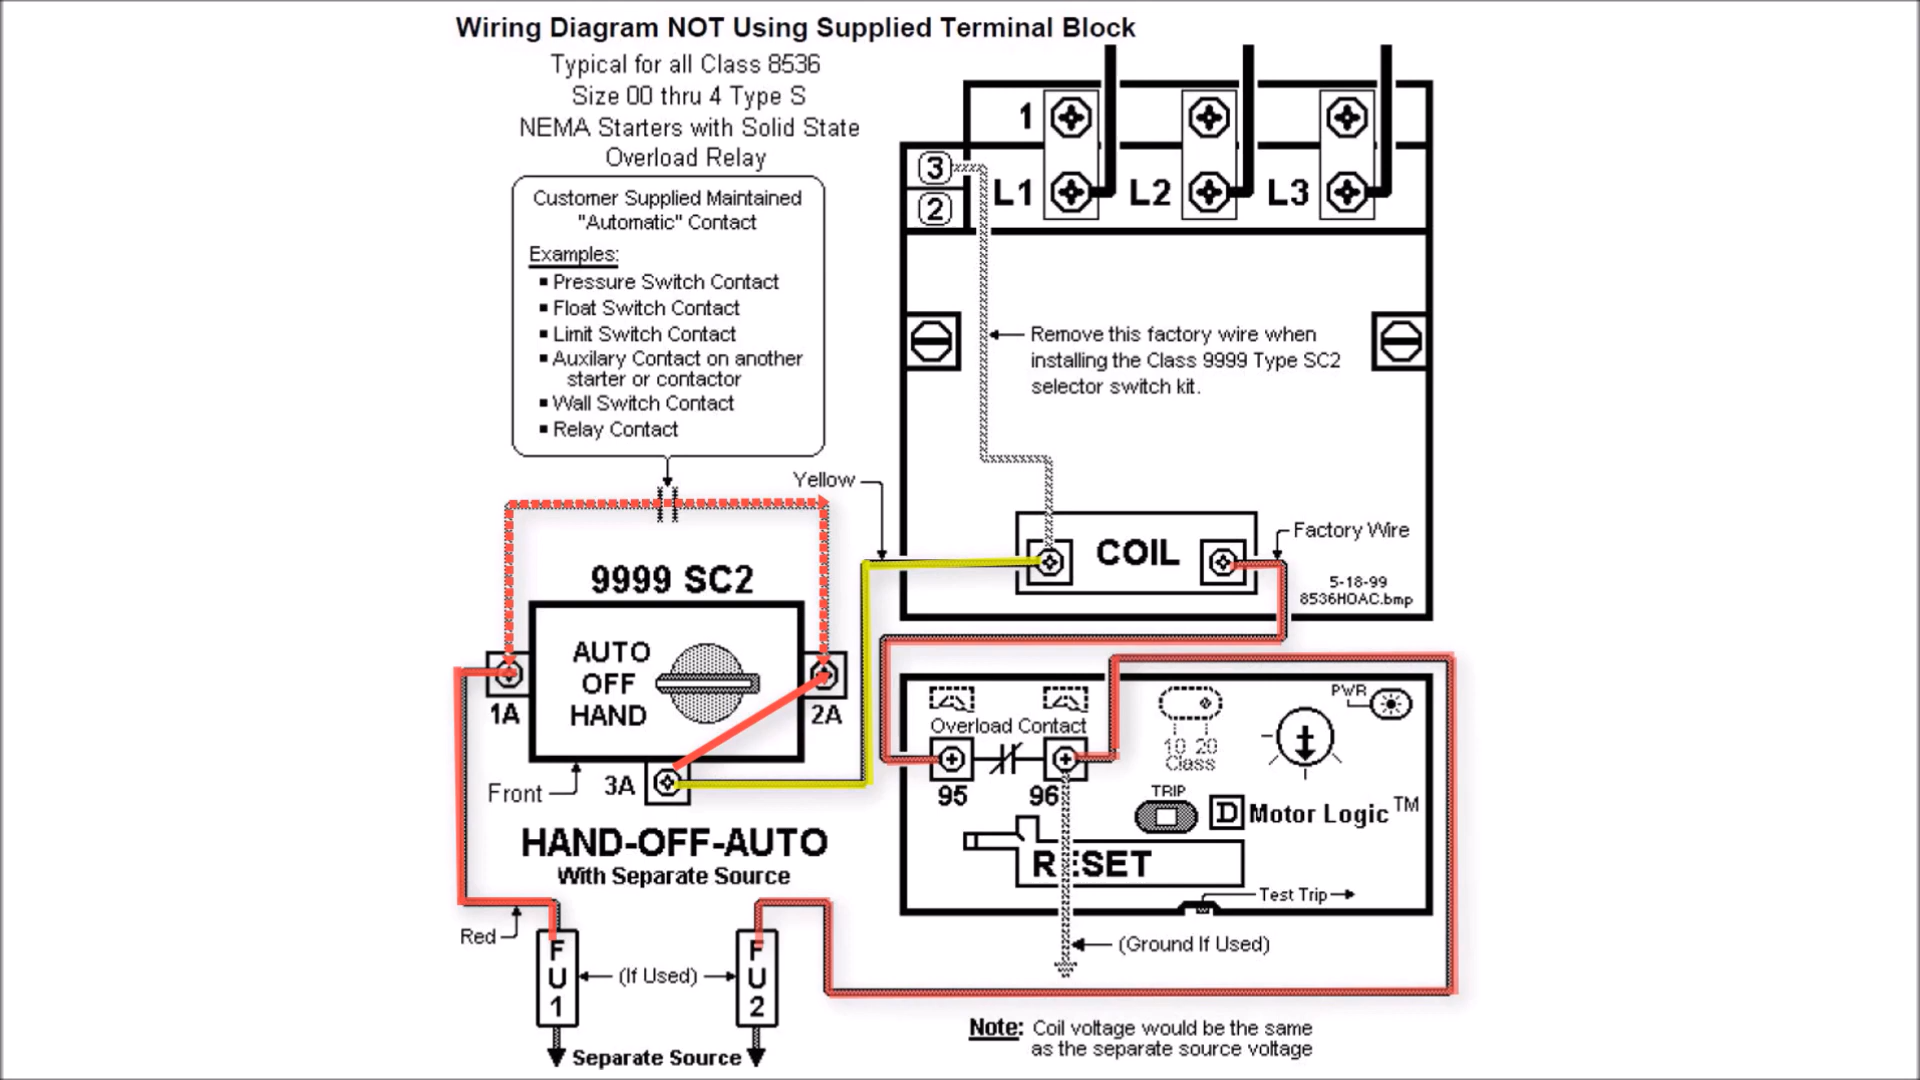 Wiring Diagram NOT Using Supplied Terminal Block
Typical for all Class 8536
Size 00 thru 4 Type S
NEMA Starters with Solid State
Overload Relay
Customer Supplied Maintained
"Automatic" Contact
Examples:
▪ Pressure Switch Contact
▪ Float Switch Contact
▪ Limit Switch Contact
▪ Auxilary Contact on another
starter or contactor
▪ Wall Switch Contact
▪ Relay Contact
1
3
2
L1
L2
L3
Remove this factory wire when
installing the Class 9999 Type SC2
selector switch kit.
Yellow
COIL
Factory Wire
5-18-99
8536HOAC.bmp
9999 SC2
AUTO
OFF
HAND
1A
2A
3A
Front
HAND-OFF-AUTO
With Separate Source
Red
FU1
(If Used)
FU2
Separate Source
Overload Contact
95
96
10 20
Class
PWR
TRIP
D Motor Logic™
RESET
Test Trip
(Ground If Used)
Note: Coil voltage would be the same
as the separate source voltage